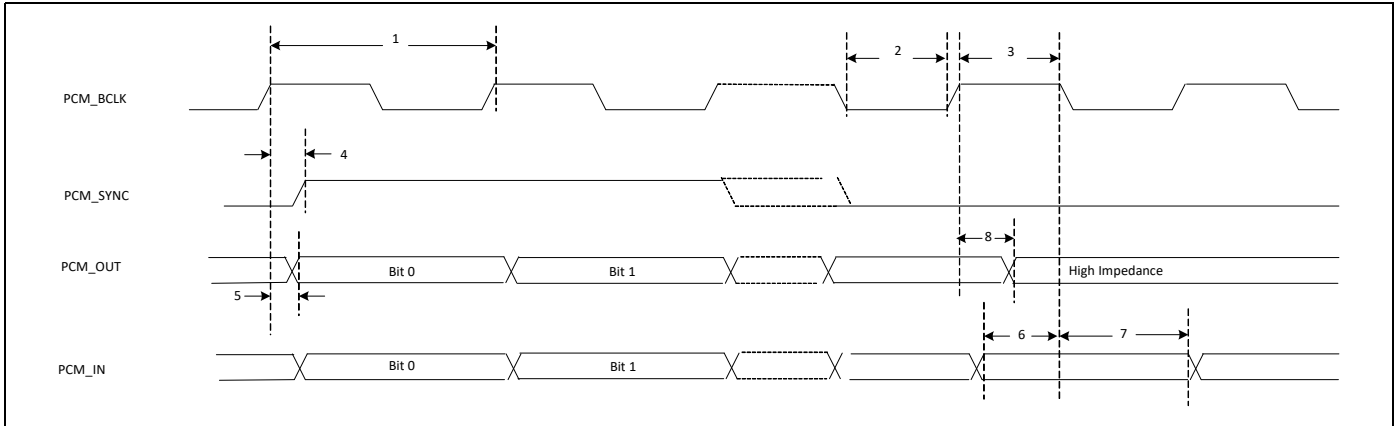 1
2
3
PCM_BCLK
4
PCM_SYNC
8
PCM_OUT
Bit 0
Bit 1
High Impedance
5
6
7
PCM_IN
Bit 0
Bit 1